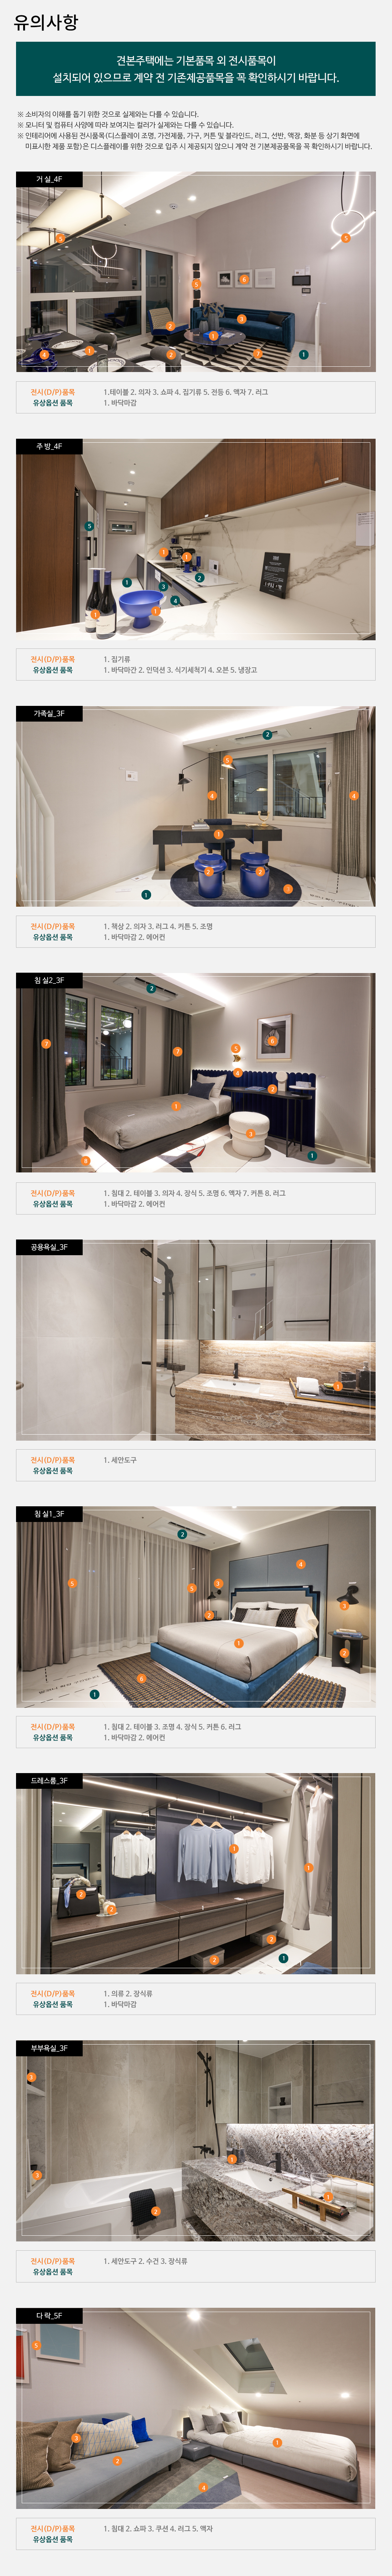 유의사항
견본주택에는 기본품목 외 전시품목이
설치되어 있으므로 계약 전 기존제공품목을 꼭 확인하시기 바랍니다.
※ 소비자의 이해를 돕기 위한 것으로 실제와는 다를 수 있습니다.
※ 모니터 및 컴퓨터 사양에 따라 보여지는 컬러가 실제와는 다를 수 있습니다.
※ 인테리어에 사용된 전시품목(디스플레이 조명, 가전제품, 가구, 커튼 및 블라인드, 러그, 선반, 액장, 화분 등 상기 화면에
미표시한 제품 포함)은 디스플레이를 위한 것으로 입주 시 제공되지 않으니 계약 전 기본제공품목을 꼭 확인하시기 바랍니다.
거 실_4F
전시(D/P)품목 1.테이블 2. 의자 3. 쇼파 4. 집기류 5. 전등 6. 액자 7. 러그
유상옵션 품목 1. 바닥마감
주 방_4F
전시(D/P)품목 1. 집기류
유상옵션 품목 1. 바닥마간 2. 인덕션 3. 식기세척기 4. 오븐 5. 냉장고
가족실_3F
전시(D/P)품목 1. 책상 2. 의자 3. 러그 4. 커튼 5. 조명
유상옵션 품목 1. 바닥마감 2. 에어컨
침 실2_3F
전시(D/P)품목 1. 침대 2. 테이블 3. 의자 4. 장식 5. 조명 6. 액자 7. 커튼 8. 러그
유상옵션 품목 1. 바닥마감 2. 에어컨
공용욕실_3F
전시(D/P)품목 1. 세안도구
유상옵션 품목
침 실1_3F
전시(D/P)품목 1. 침대 2. 테이블 3. 조명 4. 장식 5. 커튼 6. 러그
유상옵션 품목 1. 바닥마감 2. 에어컨
드레스룸_3F
전시(D/P)품목 1. 의류 2. 장식류
유상옵션 품목 1. 바닥마감
부부욕실_3F
전시(D/P)품목 1. 세안도구 2. 수건 3. 장식류
유상옵션 품목
다 락_5F
전시(D/P)품목 1. 침대 2. 쇼파 3. 쿠션 4. 러그 5. 액자
유상옵션 품목